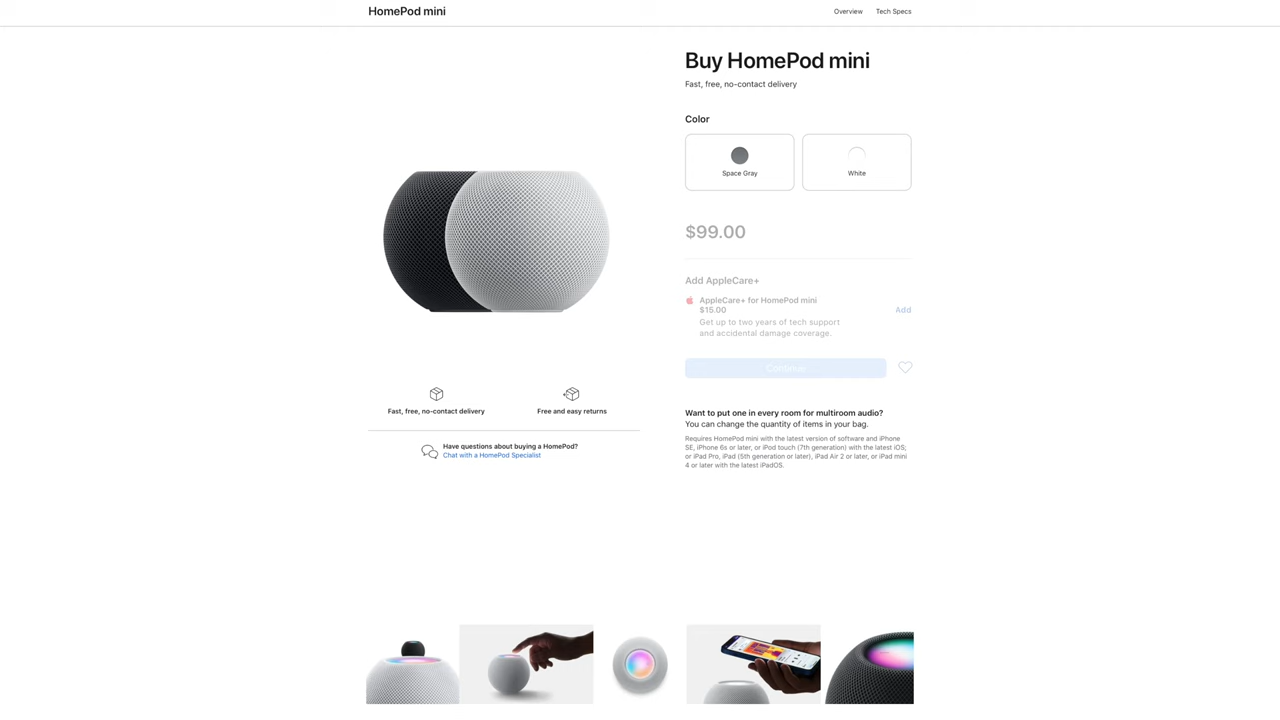 HomePod mini
Overview
Tech Specs
Buy HomePod mini
Fast, free, no-contact delivery
Color
Space Gray
White
$99.00
Add AppleCare+
AppleCare+ for HomePod mini
$15.00
Add
Get up to two years of tech support
and accidental damage coverage.
Continue
Fast, free, no-contact delivery
Free and easy returns
Have questions about buying a HomePod?
Chat with a HomePod Specialist
Want to put one in every room for multiroom audio?
You can change the quantity of items in your bag.
Requires HomePod mini with the latest version of software and iPhone
SE, iPhone 6s or later, or iPod touch (7th generation) with the latest iOS;
or iPad Pro, iPad (5th generation or later), iPad Air 2 or later, or iPad mini
4 or later with the latest iPadOS.